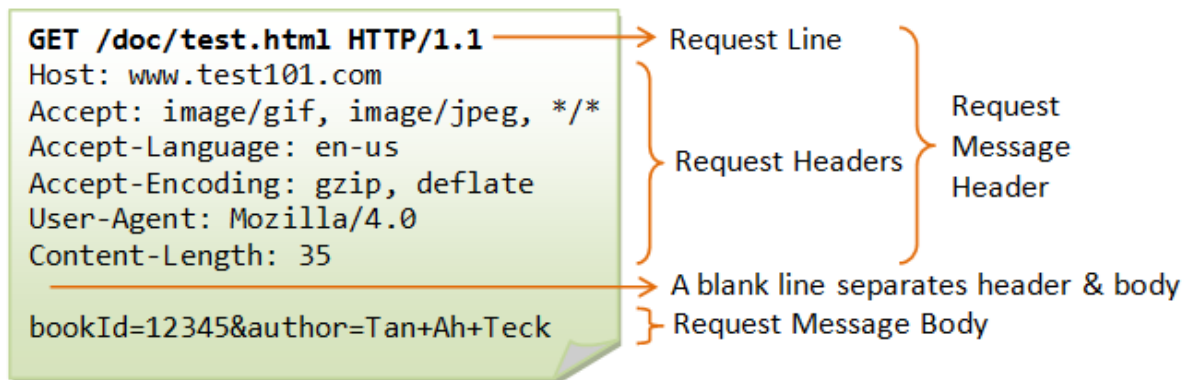 GET /doc/test.html HTTP/1.1
Host: www.test101.com
Accept: image/gif, image/jpeg, */*
Accept-Language: en-us
Accept-Encoding: gzip, deflate
User-Agent: Mozilla/4.0
Content-Length: 35
bookId=12345&author=Tan+Ah+Teck
Request Line
Request Headers
Request
Message
Header
A blank line separates header & body
Request Message Body